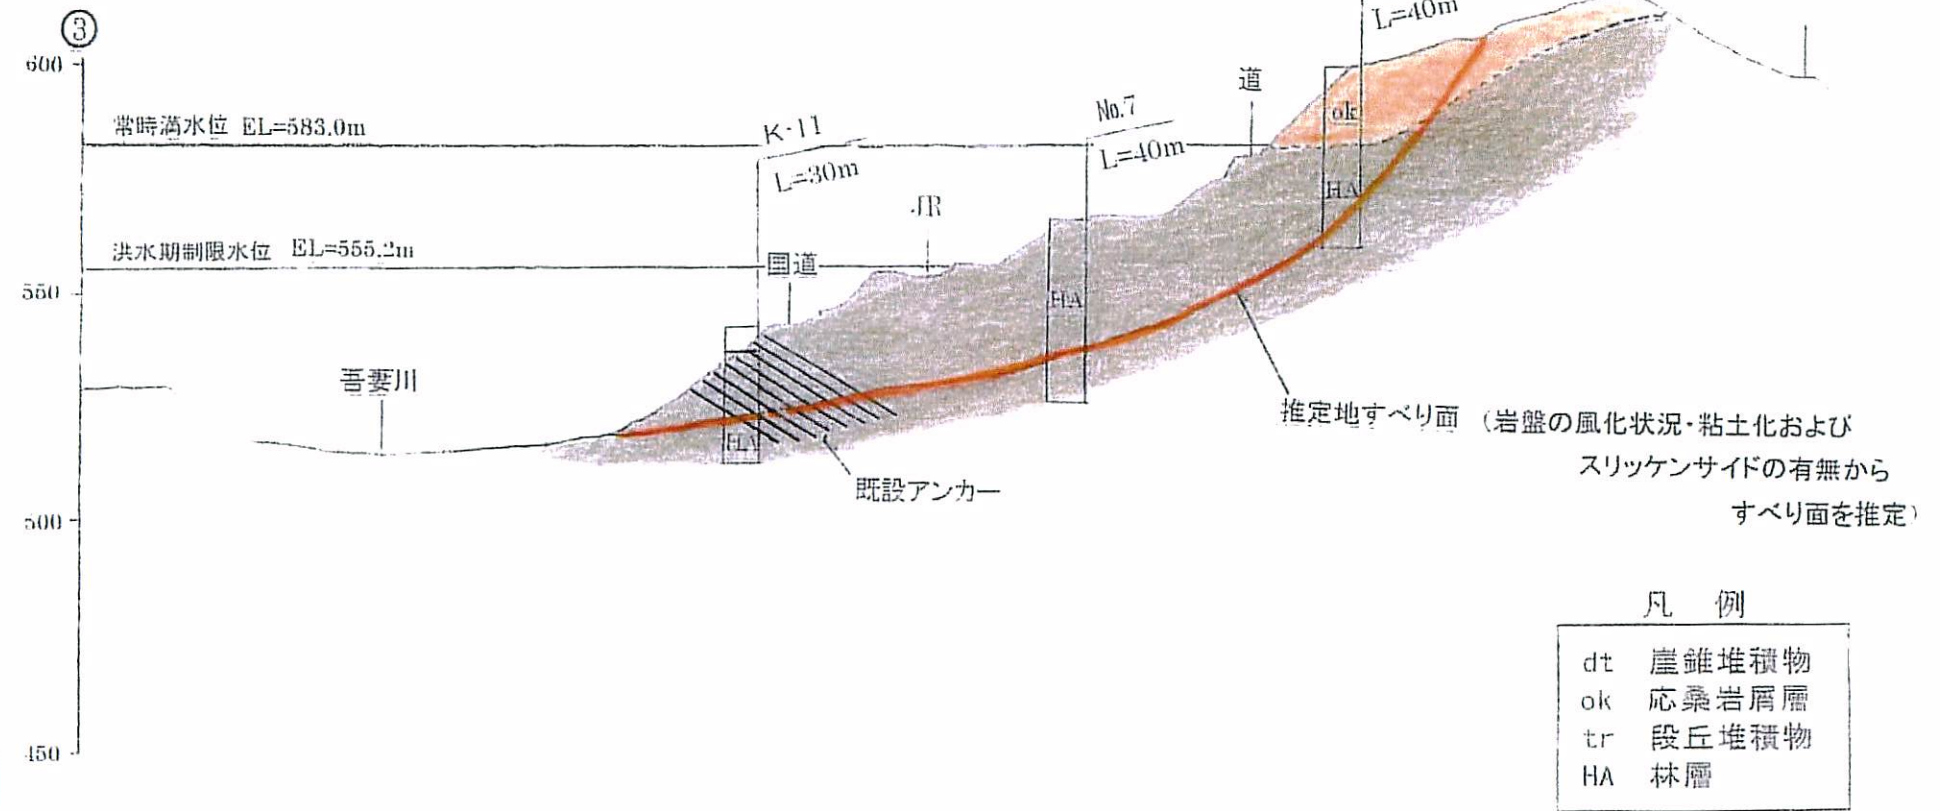 ③
L=40m
600
道
常時満水位 EL=583.0m
K-11
No.7
ok
L=30m
L=40m
HA
JR
洪水期制限水位 EL=555.2m
国道
550
HA
吾妻川
推定地すべり面 (岩盤の風化状況・粘土化および
スリッケンサイドの有無から
すべり面を推定)
HA
既設アンカー
500
凡 例
dt 崖錐堆積物
ok 応桑岩屑層
tr 段丘堆積物
HA 林層
450